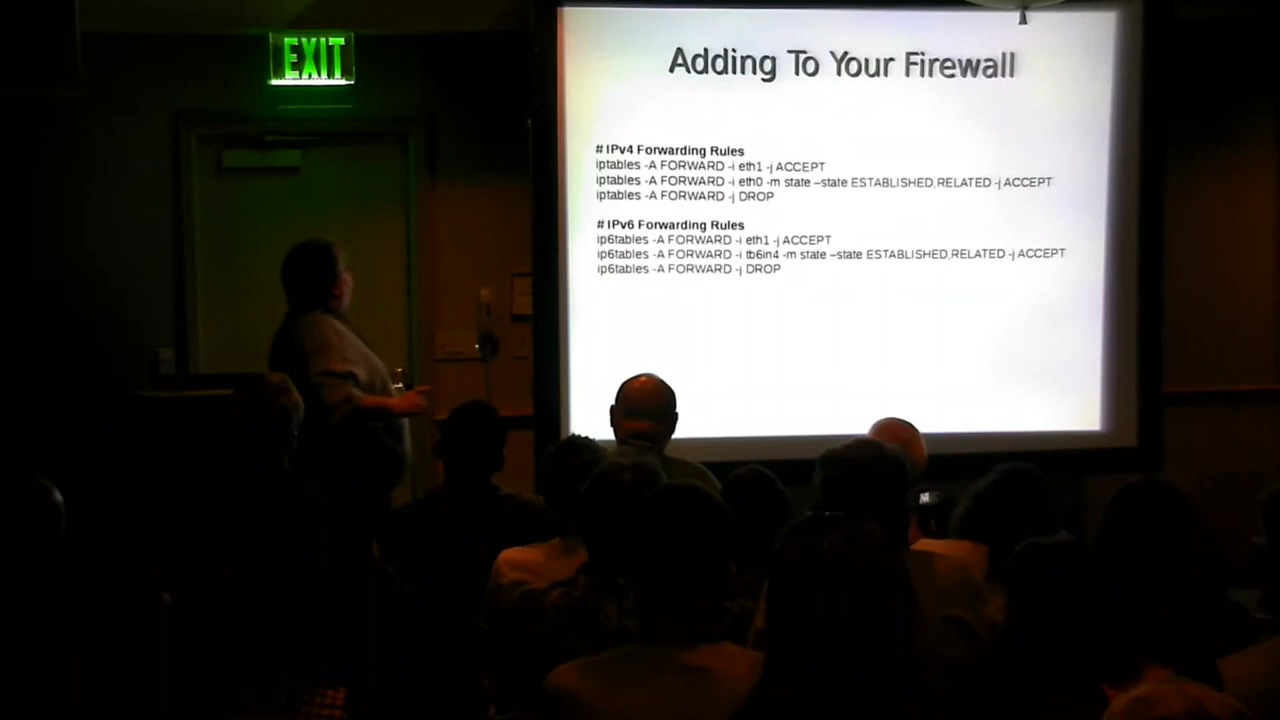 EXIT
Adding To Your Firewall
# IPv4 Forwarding Rules
iptables -A FORWARD -i eth1 -j ACCEPT
iptables -A FORWARD -i eth0 -m state –state ESTABLISHED,RELATED -j ACCEPT
iptables -A FORWARD -j DROP
# IPv6 Forwarding Rules
ip6tables -A FORWARD -i eth1 -j ACCEPT
ip6tables -A FORWARD -i tb6in4 -m state –state ESTABLISHED,RELATED -j ACCEPT
ip6tables -A FORWARD -j DROP